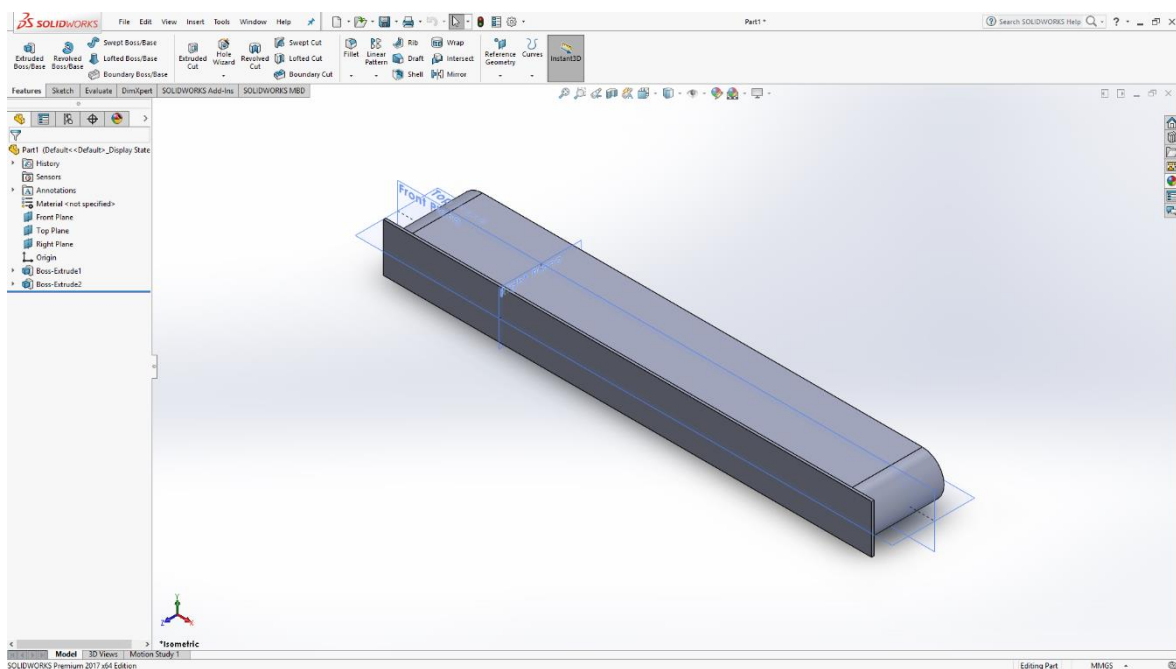 SOLIDWORKS File Edit View Insert Tools Window Help Part1 * Search SOLIDWORKS Help
Extruded Boss/Base Revolved Boss/Base Swept Boss/Base Lofted Boss/Base Boundary Boss/Base Extruded Cut Hole Wizard Revolved Cut Swept Cut Lofted Cut Boundary Cut Fillet Linear Pattern Rib Draft Shell Wrap Intersect Mirror Reference Geometry Curves Instant3D
Features Sketch Evaluate DimXpert SOLIDWORKS Add-Ins SOLIDWORKS MBD
Part1 (Default<<Default>_Display State
History
Sensors
Annotations
Material <not specified>
Front Plane
Top Plane
Right Plane
Origin
Boss-Extrude1
Boss-Extrude2
Front
Top
*Isometric
Model 3D Views Motion Study 1
SOLIDWORKS Premium 2017 x64 Edition Editing Part MMGS